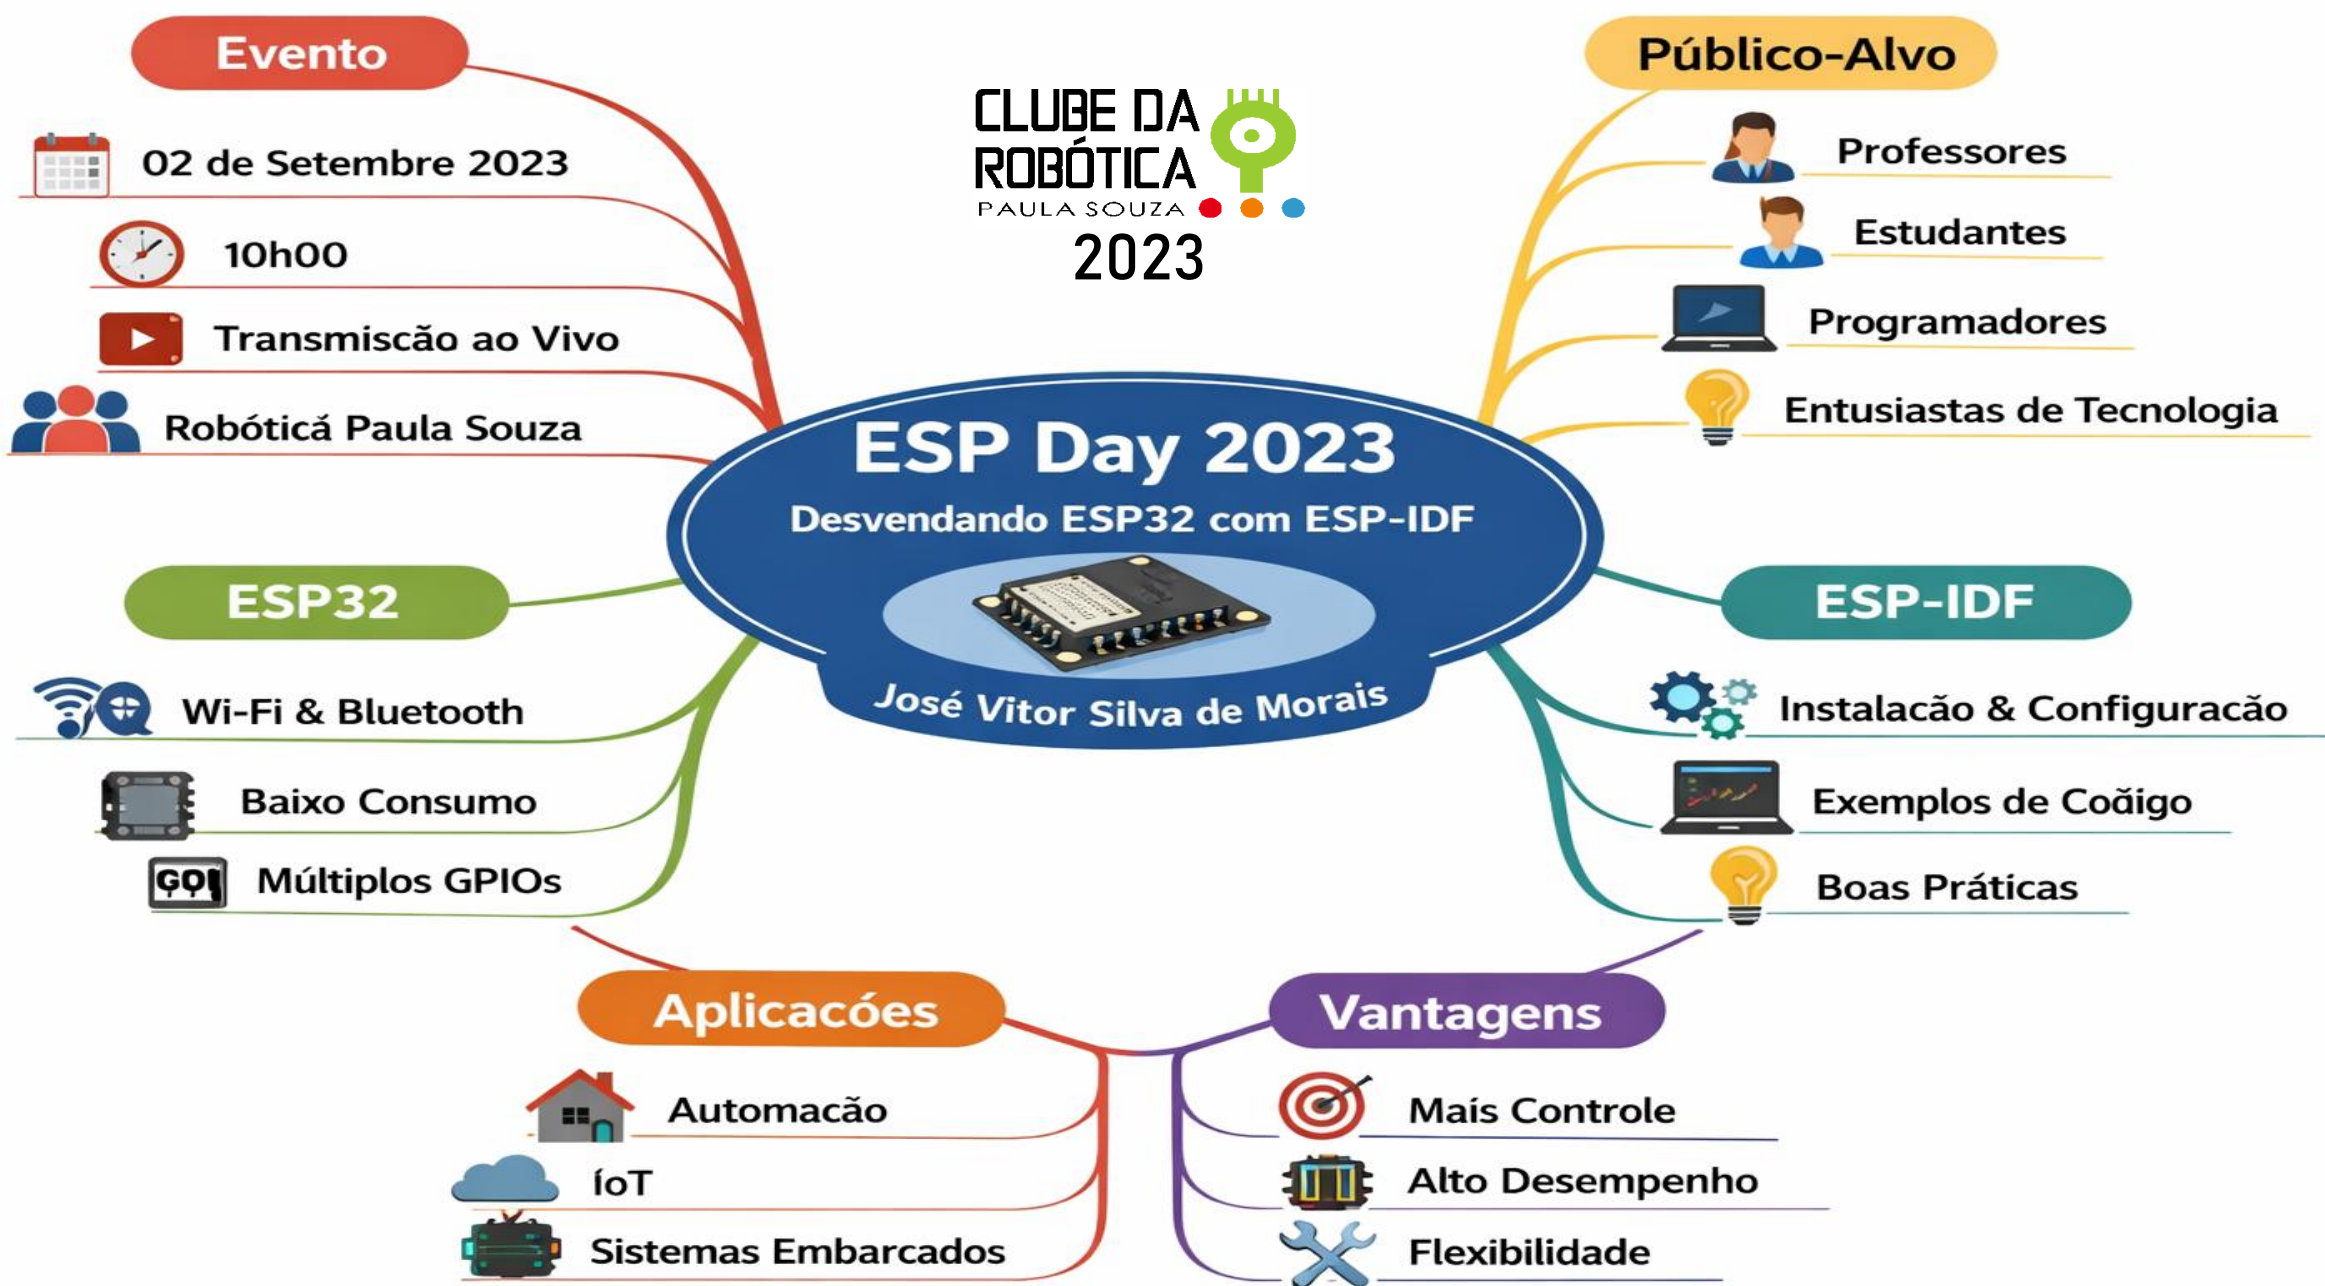 Evento
02 de Setembre 2023
10h00
Transmiscão ao Vivo
Robóticá Paula Souza
CLUBE DA
ROBÓTICA
PAULA SOUZA
2023
Público-Alvo
Professores
Estudantes
Programadores
Entusiastas de Tecnologia
ESP Day 2023
Desvendando ESP32 com ESP-IDF
José Vitor Silva de Morais
ESP32
Wi-Fi & Bluetooth
Baixo Consumo
Múltiplos GPIOs
ESP-IDF
Instalacão & Configuracão
Exemplos de Coãigo
Boas Práticas
Aplicacóes
Automacão
íoT
Sistemas Embarcados
Vantagens
Maís Controle
Alto Desempenho
Flexibilidade